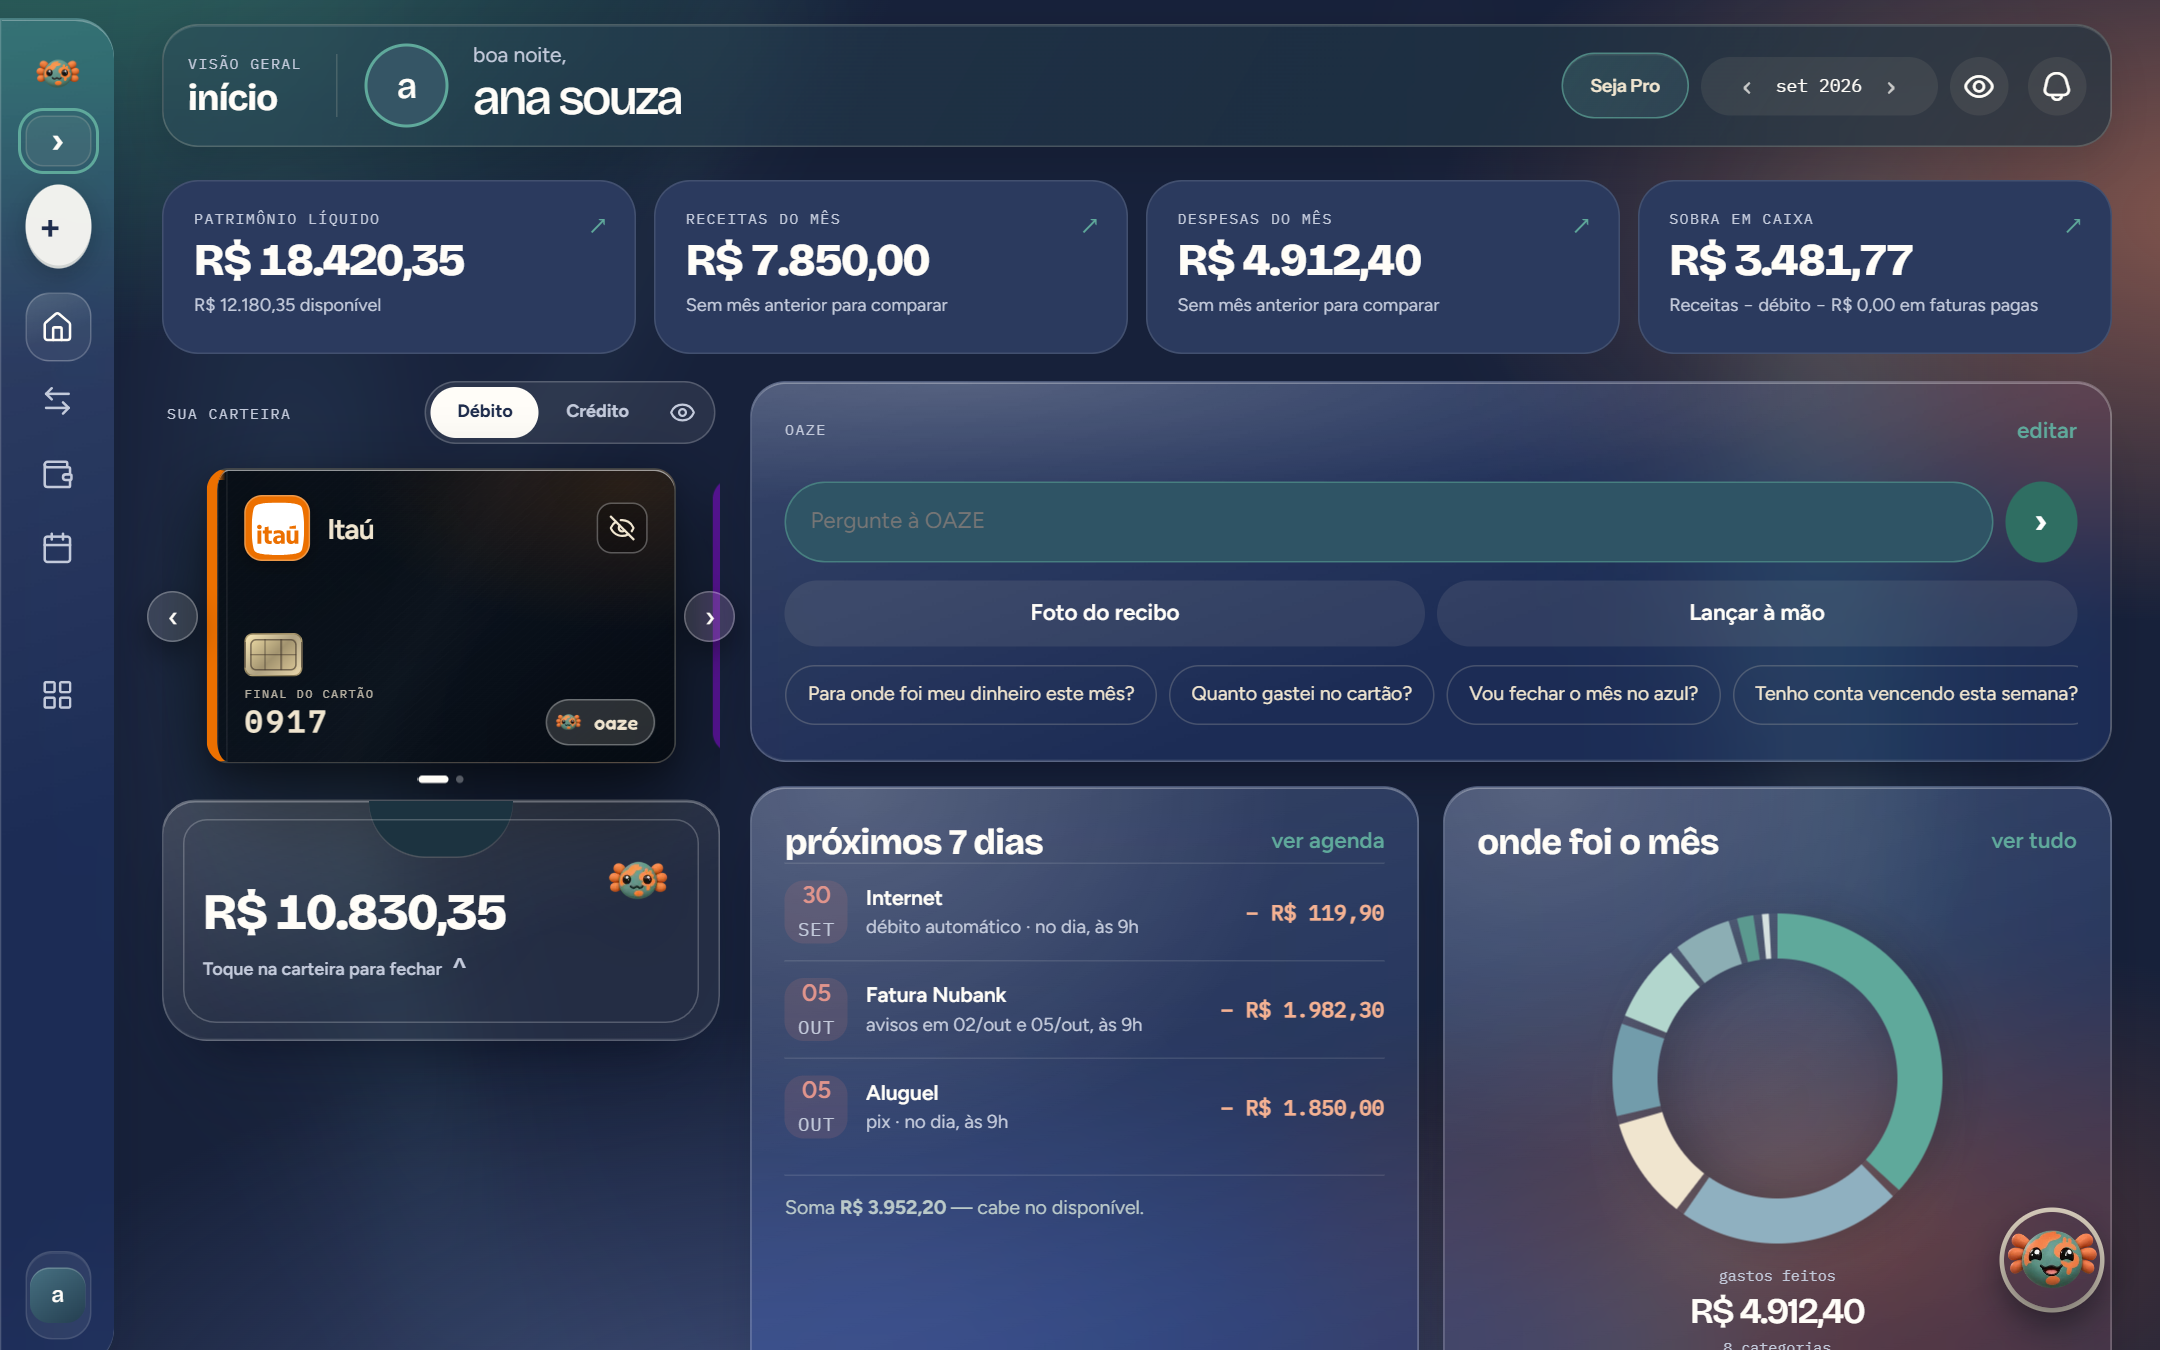 VISÃO GERAL
início
a
boa noite,
ana souza
Seja Pro
‹ set 2026 ›
›
+
PATRIMÔNIO LÍQUIDO
R$ 18.420,35
R$ 12.180,35 disponível
RECEITAS DO MÊS
R$ 7.850,00
Sem mês anterior para comparar
DESPESAS DO MÊS
R$ 4.912,40
Sem mês anterior para comparar
SOBRA EM CAIXA
R$ 3.481,77
Receitas − débito − R$ 0,00 em faturas pagas
SUA CARTEIRA
Débito
Crédito
itaú
Itaú
FINAL DO CARTÃO
0917
oaze
R$ 10.830,35
Toque na carteira para fechar ^
OAZE
editar
Pergunte à OAZE
›
Foto do recibo
Lançar à mão
Para onde foi meu dinheiro este mês?
Quanto gastei no cartão?
Vou fechar o mês no azul?
Tenho conta vencendo esta semana?
próximos 7 dias
ver agenda
30 SET
Internet
débito automático · no dia, às 9h
− R$ 119,90
05 OUT
Fatura Nubank
avisos em 02/out e 05/out, às 9h
− R$ 1.982,30
05 OUT
Aluguel
pix · no dia, às 9h
− R$ 1.850,00
Soma R$ 3.952,20 — cabe no disponível.
onde foi o mês
ver tudo
gastos feitos
R$ 4.912,40
8 categorias
a